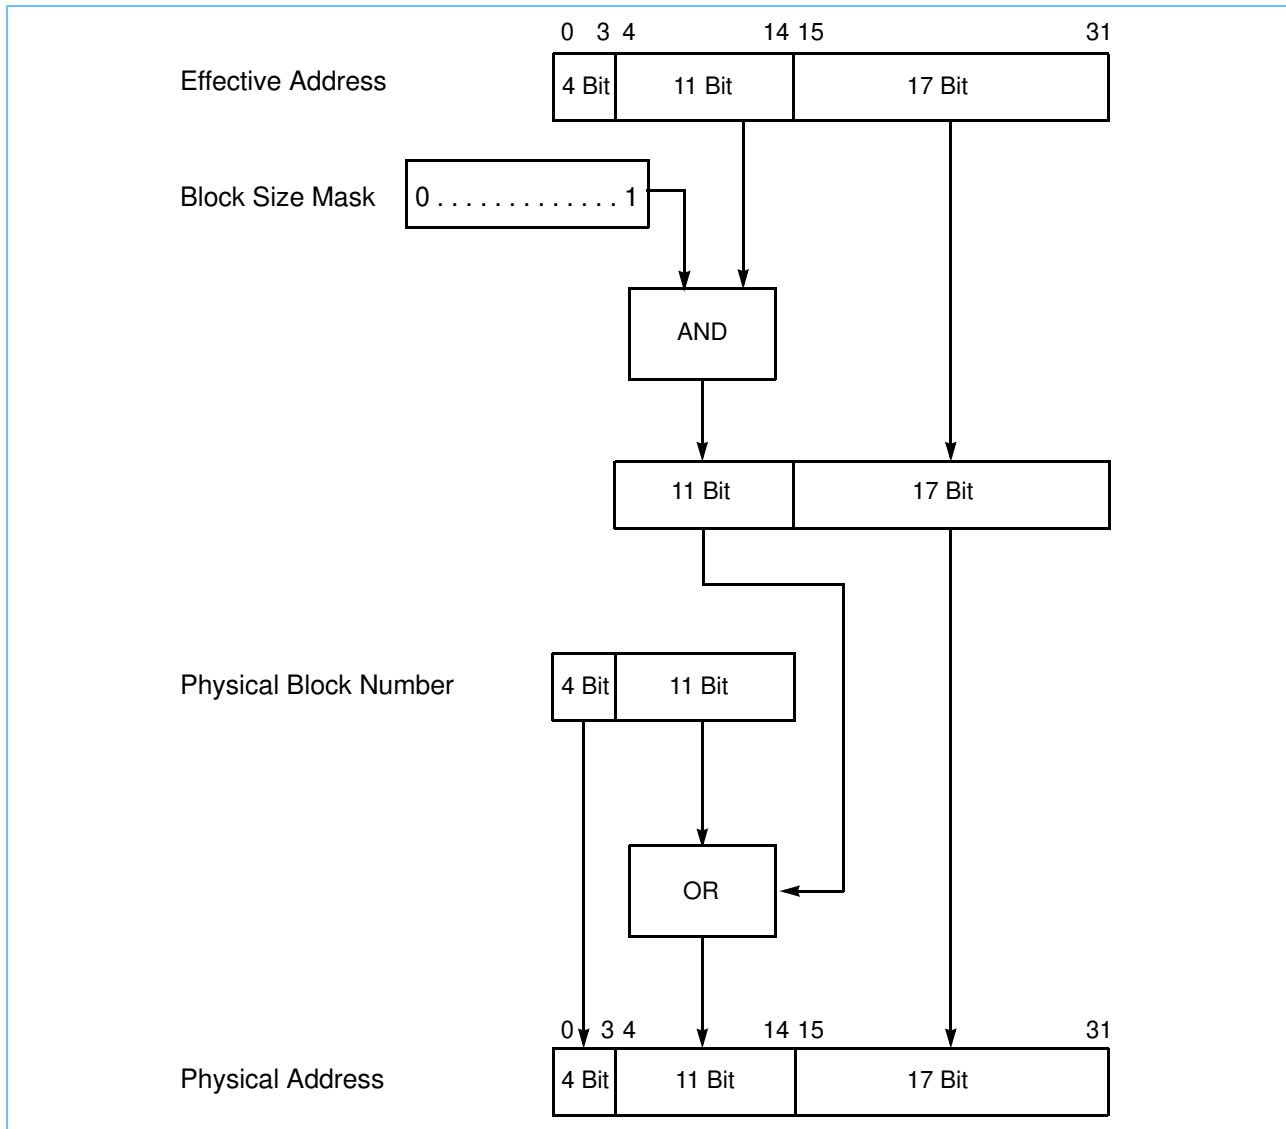 0 3 4 14 15 31
Effective Address 4 Bit 11 Bit 17 Bit
Block Size Mask 0 . . . . . . . . . . . . . 1
AND
11 Bit 17 Bit
Physical Block Number 4 Bit 11 Bit
OR
0 3 4 14 15 31
Physical Address 4 Bit 11 Bit 17 Bit